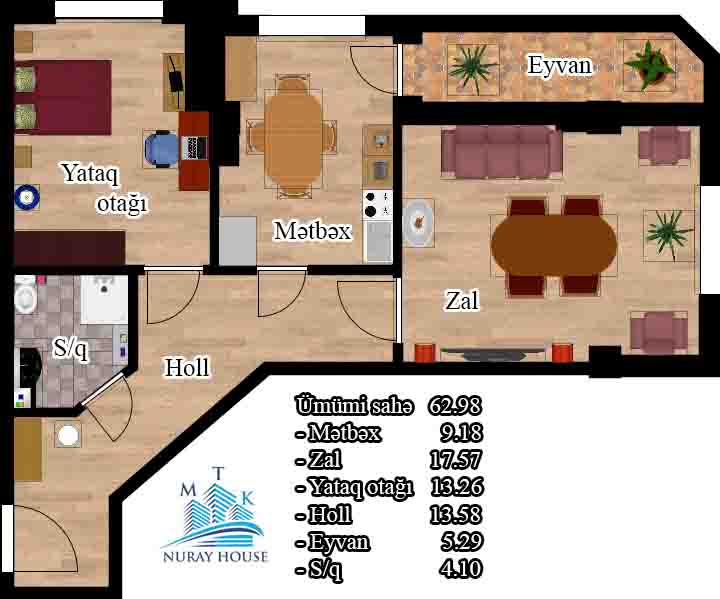 Eyvan
Yataq
otağı
Mətbəx
Zal
S/q
Holl
Ümümi sahə 62.98
- Mətbəx 9.18
- Zal 17.57
- Yataq otağı 13.26
- Holl 13.58
- Eyvan 5.29
- S/q 4.10
M T K
NURAY HOUSE